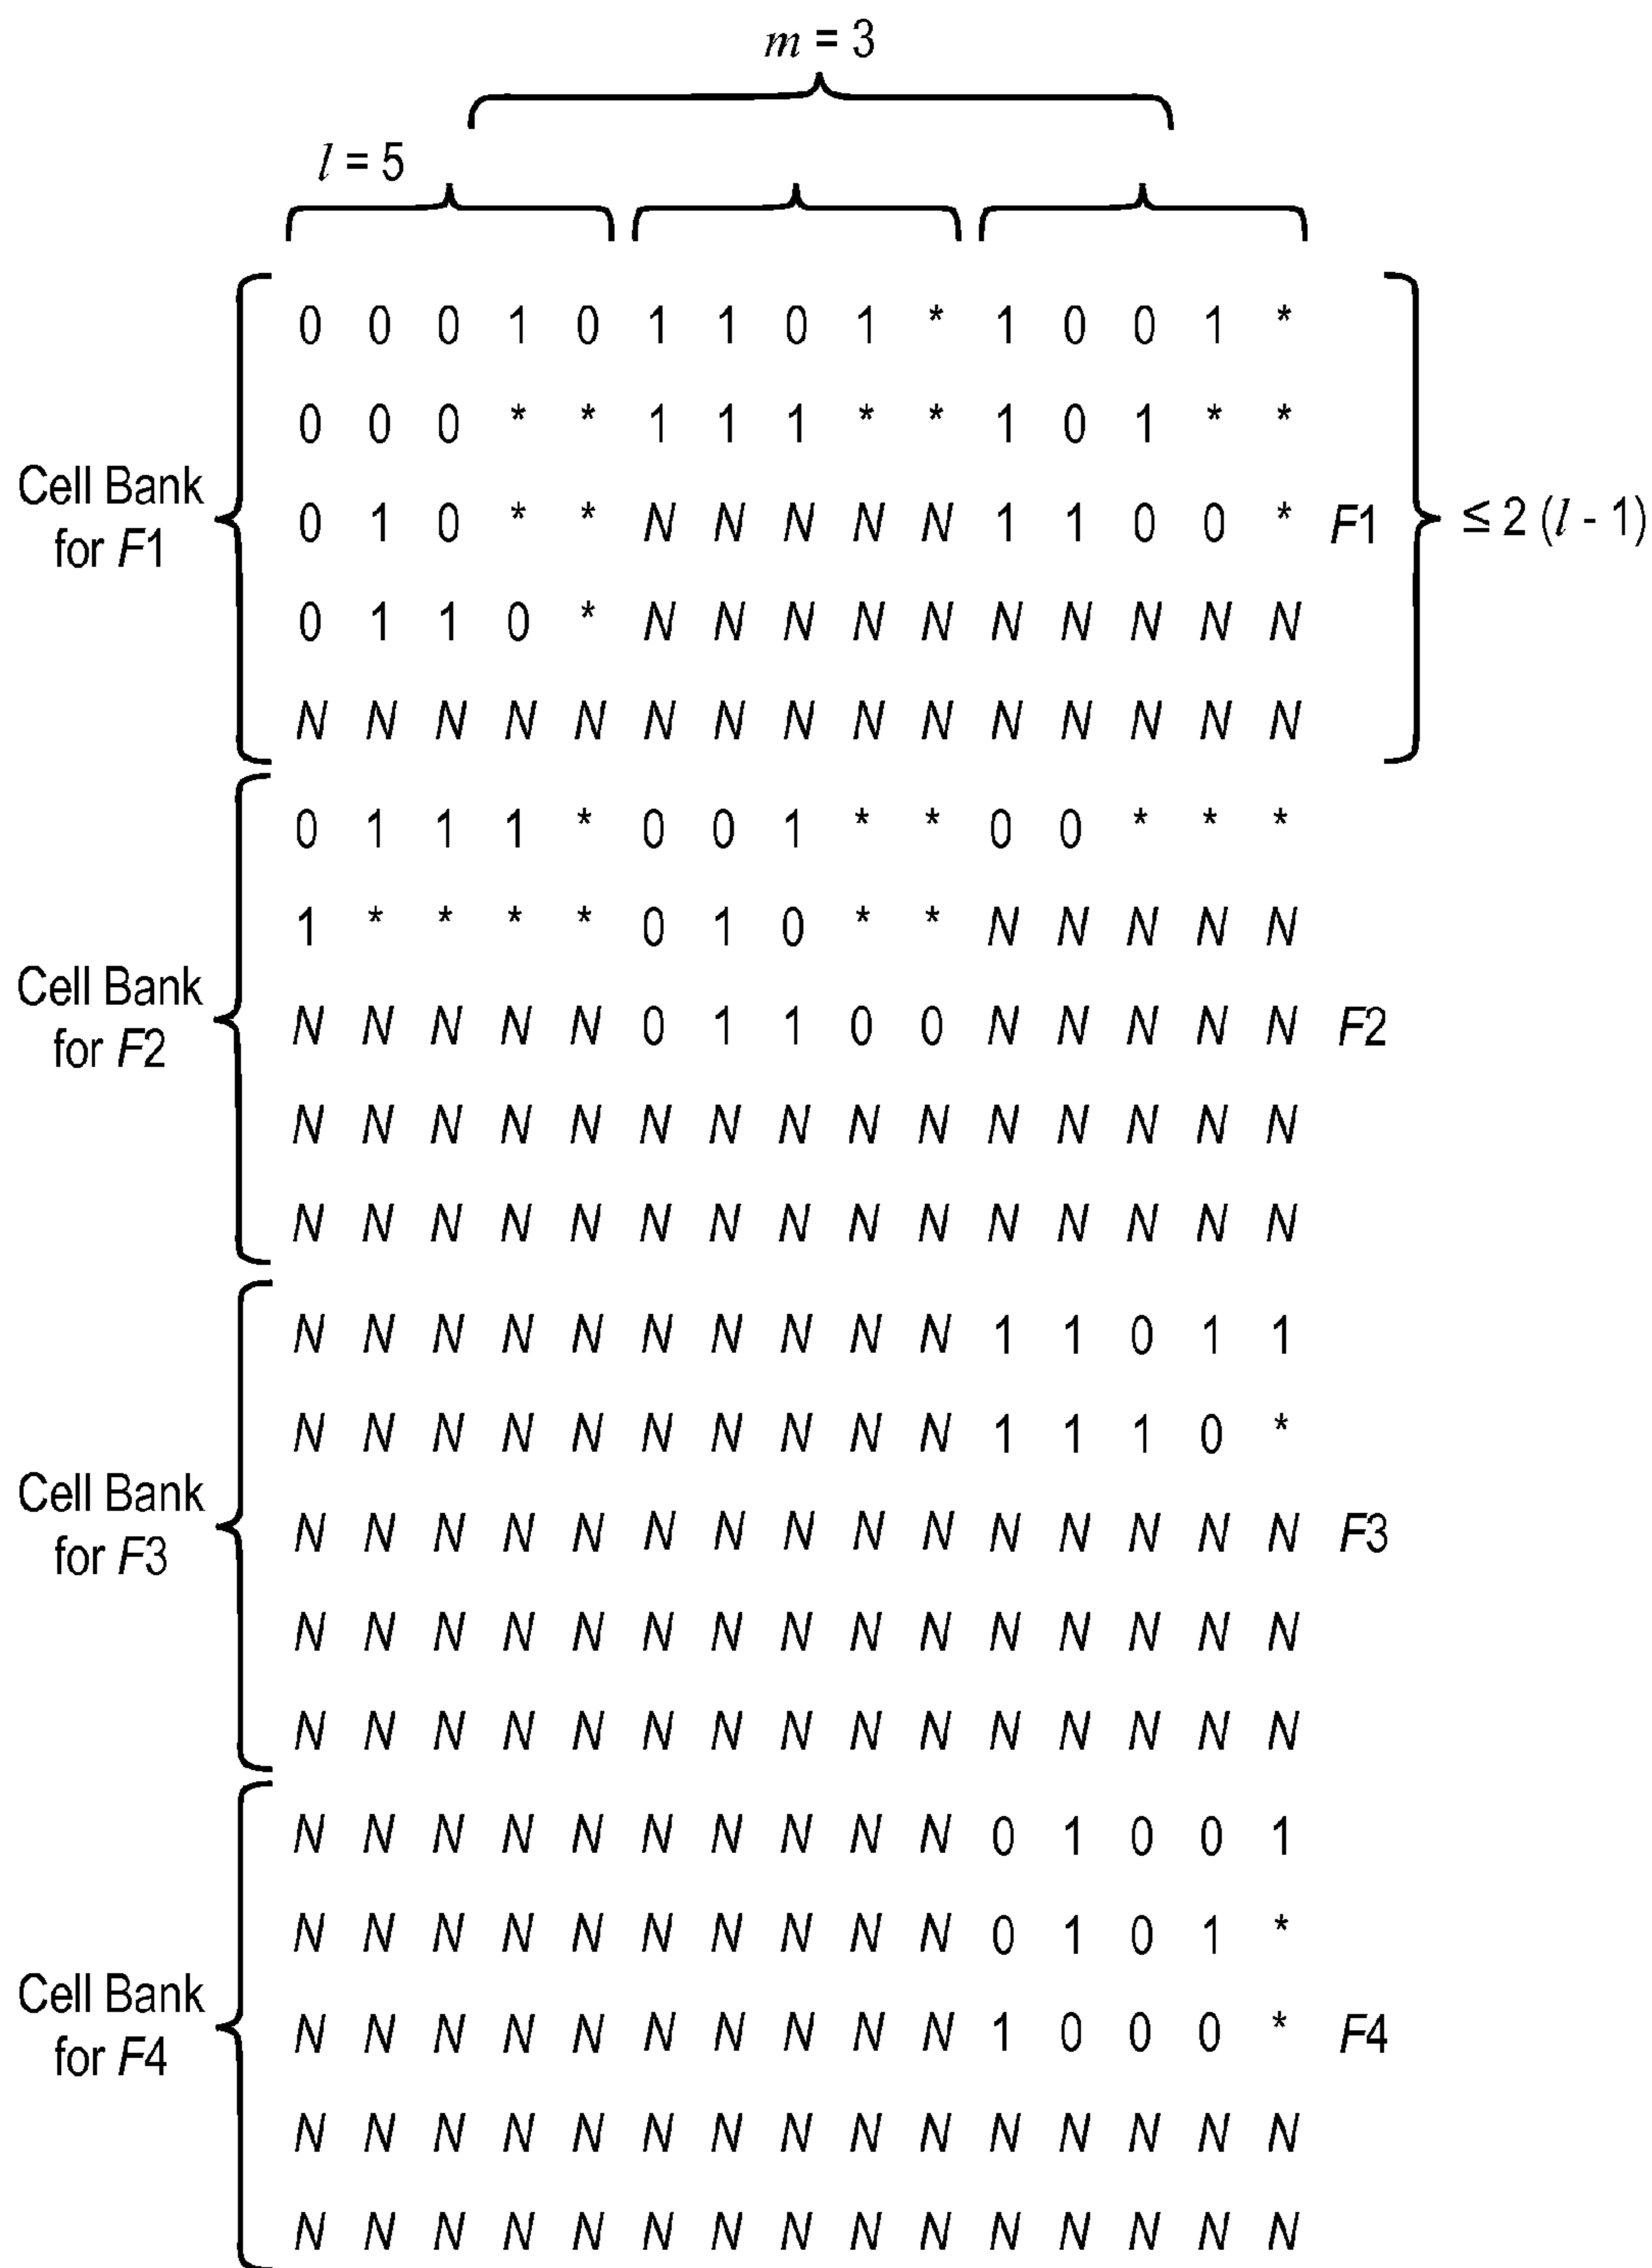 m = 3
l = 5
0 0 0 1 0 1 1 0 1 * 1 0 0 1 *
0 0 0 * * 1 1 1 * * 1 0 1 * *
Cell Bank for F1
0 1 0 * * N N N N N 1 1 0 0 * F1 ≤ 2 (l - 1)
0 1 1 0 * N N N N N N N N N N
N N N N N N N N N N N N N N N
0 1 1 1 * 0 0 1 * * 0 0 * * *
1 * * * * 0 1 0 * * N N N N N
Cell Bank for F2
N N N N N 0 1 1 0 0 N N N N N F2
N N N N N N N N N N N N N N N
N N N N N N N N N N N N N N N
N N N N N N N N N N 1 1 0 1 1
N N N N N N N N N N 1 1 1 0 *
Cell Bank for F3
N N N N N N N N N N N N N N N F3
N N N N N N N N N N N N N N N
N N N N N N N N N N N N N N N
N N N N N N N N N N 0 1 0 0 1
N N N N N N N N N N 0 1 0 1 *
Cell Bank for F4
N N N N N N N N N N 1 0 0 0 * F4
N N N N N N N N N N N N N N N
N N N N N N N N N N N N N N N